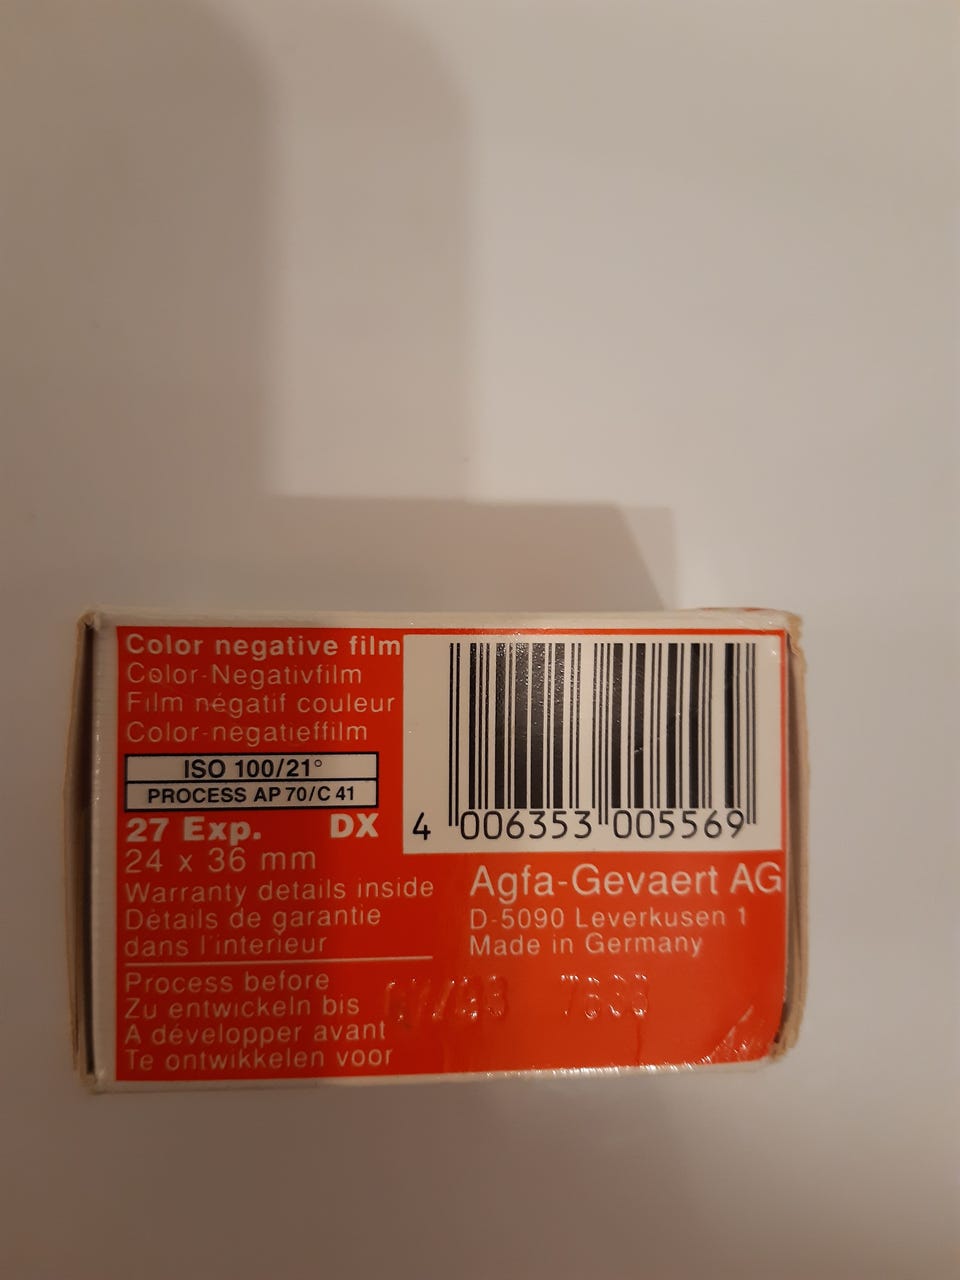 Color negative film
Color-Negativfilm
Film négatif couleur
Color-negatieffilm
ISO 100/21°
PROCESS AP 70/C 41
27 Exp. DX
24 x 36 mm
Warranty details inside
Détails de garantie
dans l'interieur
Process before
Zu entwickeln bis
A développer avant
Te ontwikkelen voor
4 006353 005569
Agfa-Gevaert AG
D-5090 Leverkusen 1
Made in Germany